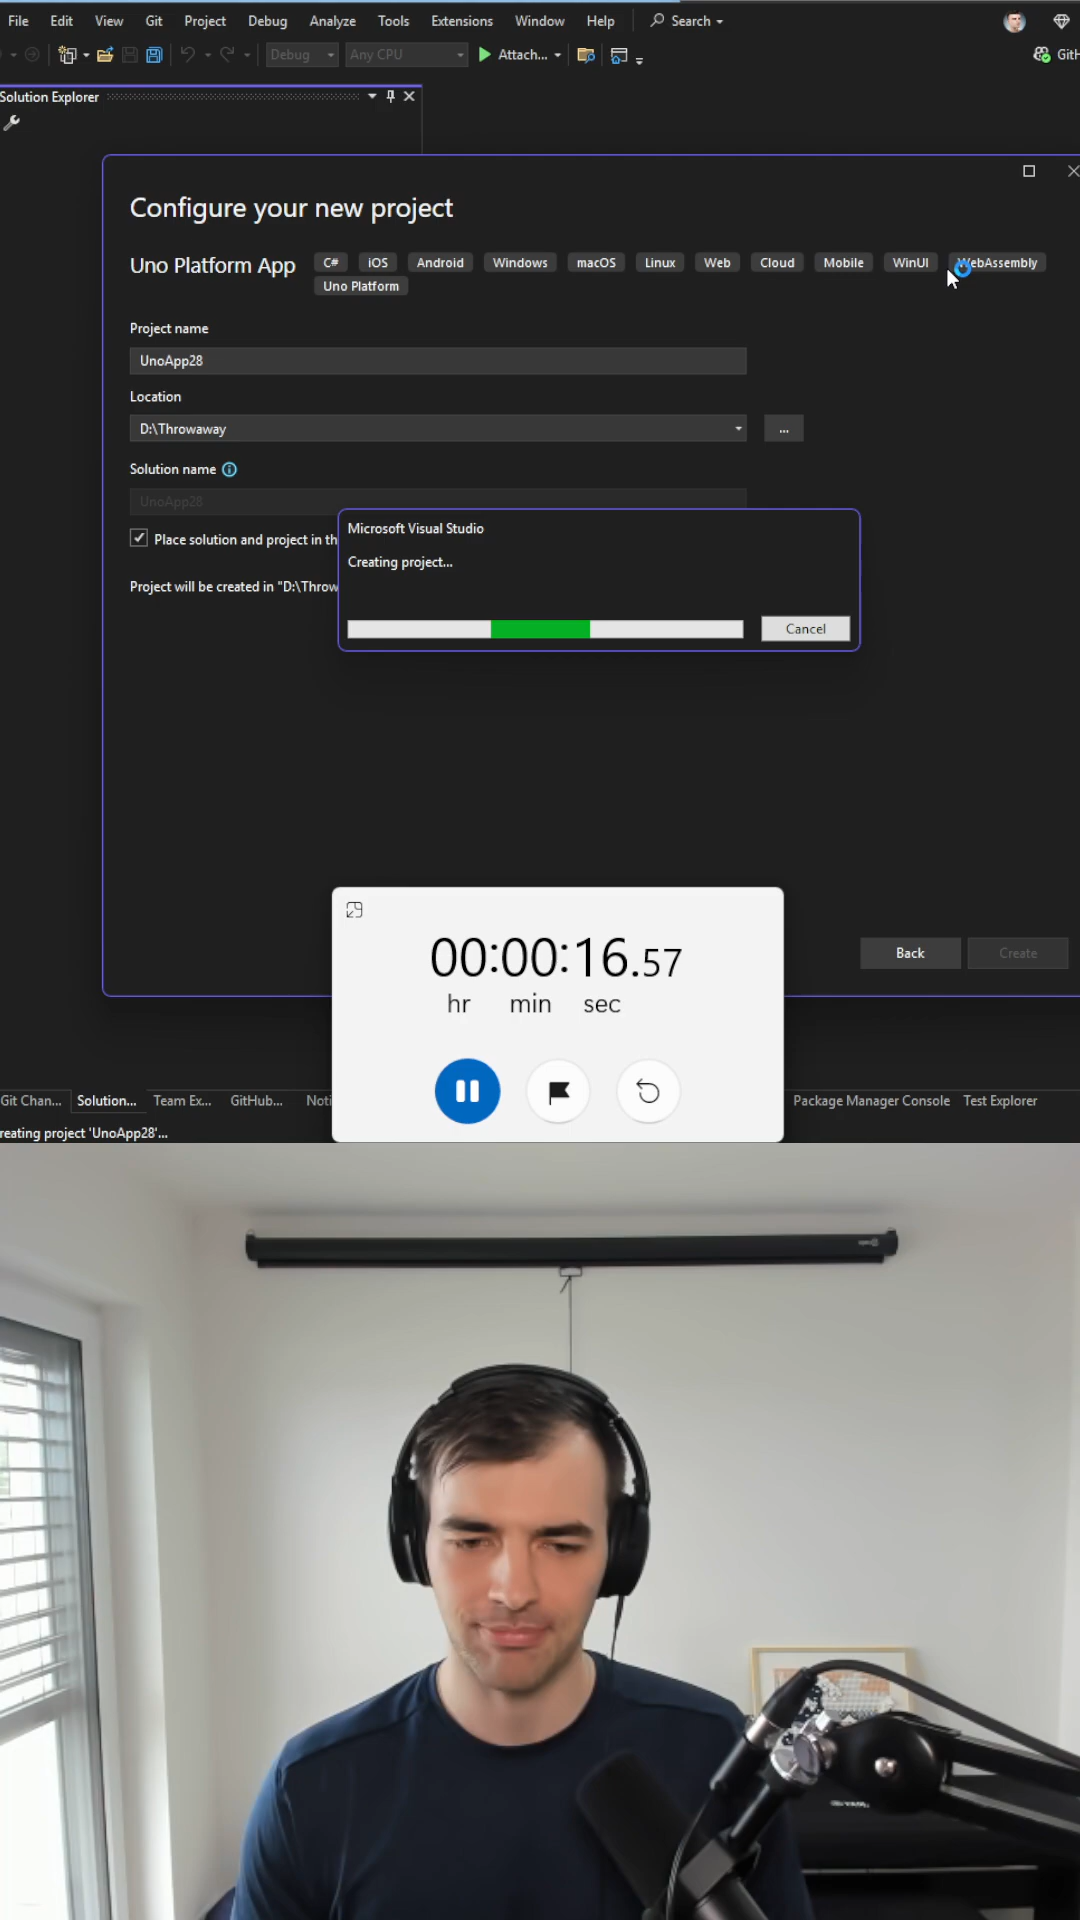 File Edit View Git Project Debug Analyze Tools Extensions Window Help Search
Debug Any CPU Attach...
Solution Explorer
Configure your new project
Uno Platform App C# iOS Android Windows macOS Linux Web Cloud Mobile WinUI WebAssembly
Uno Platform
Project name
UnoApp28
Location
D:\Throwaway ...
Solution name
UnoApp28
Place solution and project in th
Project will be created in "D:\Throw
Microsoft Visual Studio
Creating project...
Cancel
00:00:16.57
hr min sec
Back Create
Git Chan... Solution... Team Ex... GitHub... Noti Package Manager Console Test Explorer
reating project 'UnoApp28'...